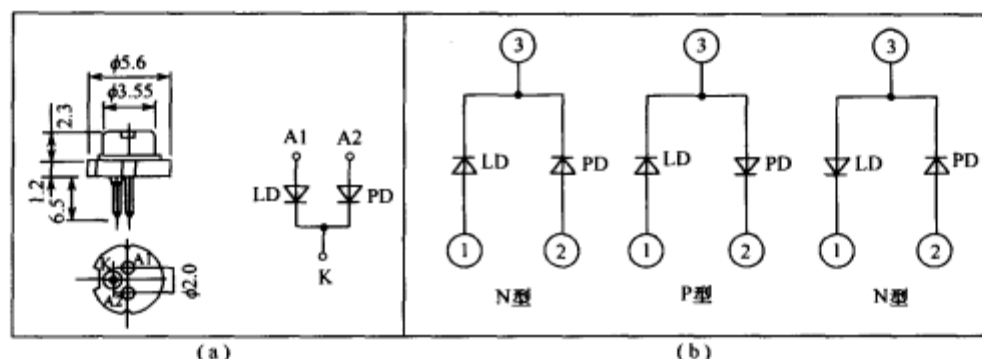 φ5.6
φ3.55
2.3
1.2
6.5
K
A1
A2
φ2.0
A1 A2
LD PD
K
(a)
3 3 3
LD PD LD PD LD PD
1 2 1 2 1 2
N型 P型 N型
(b)